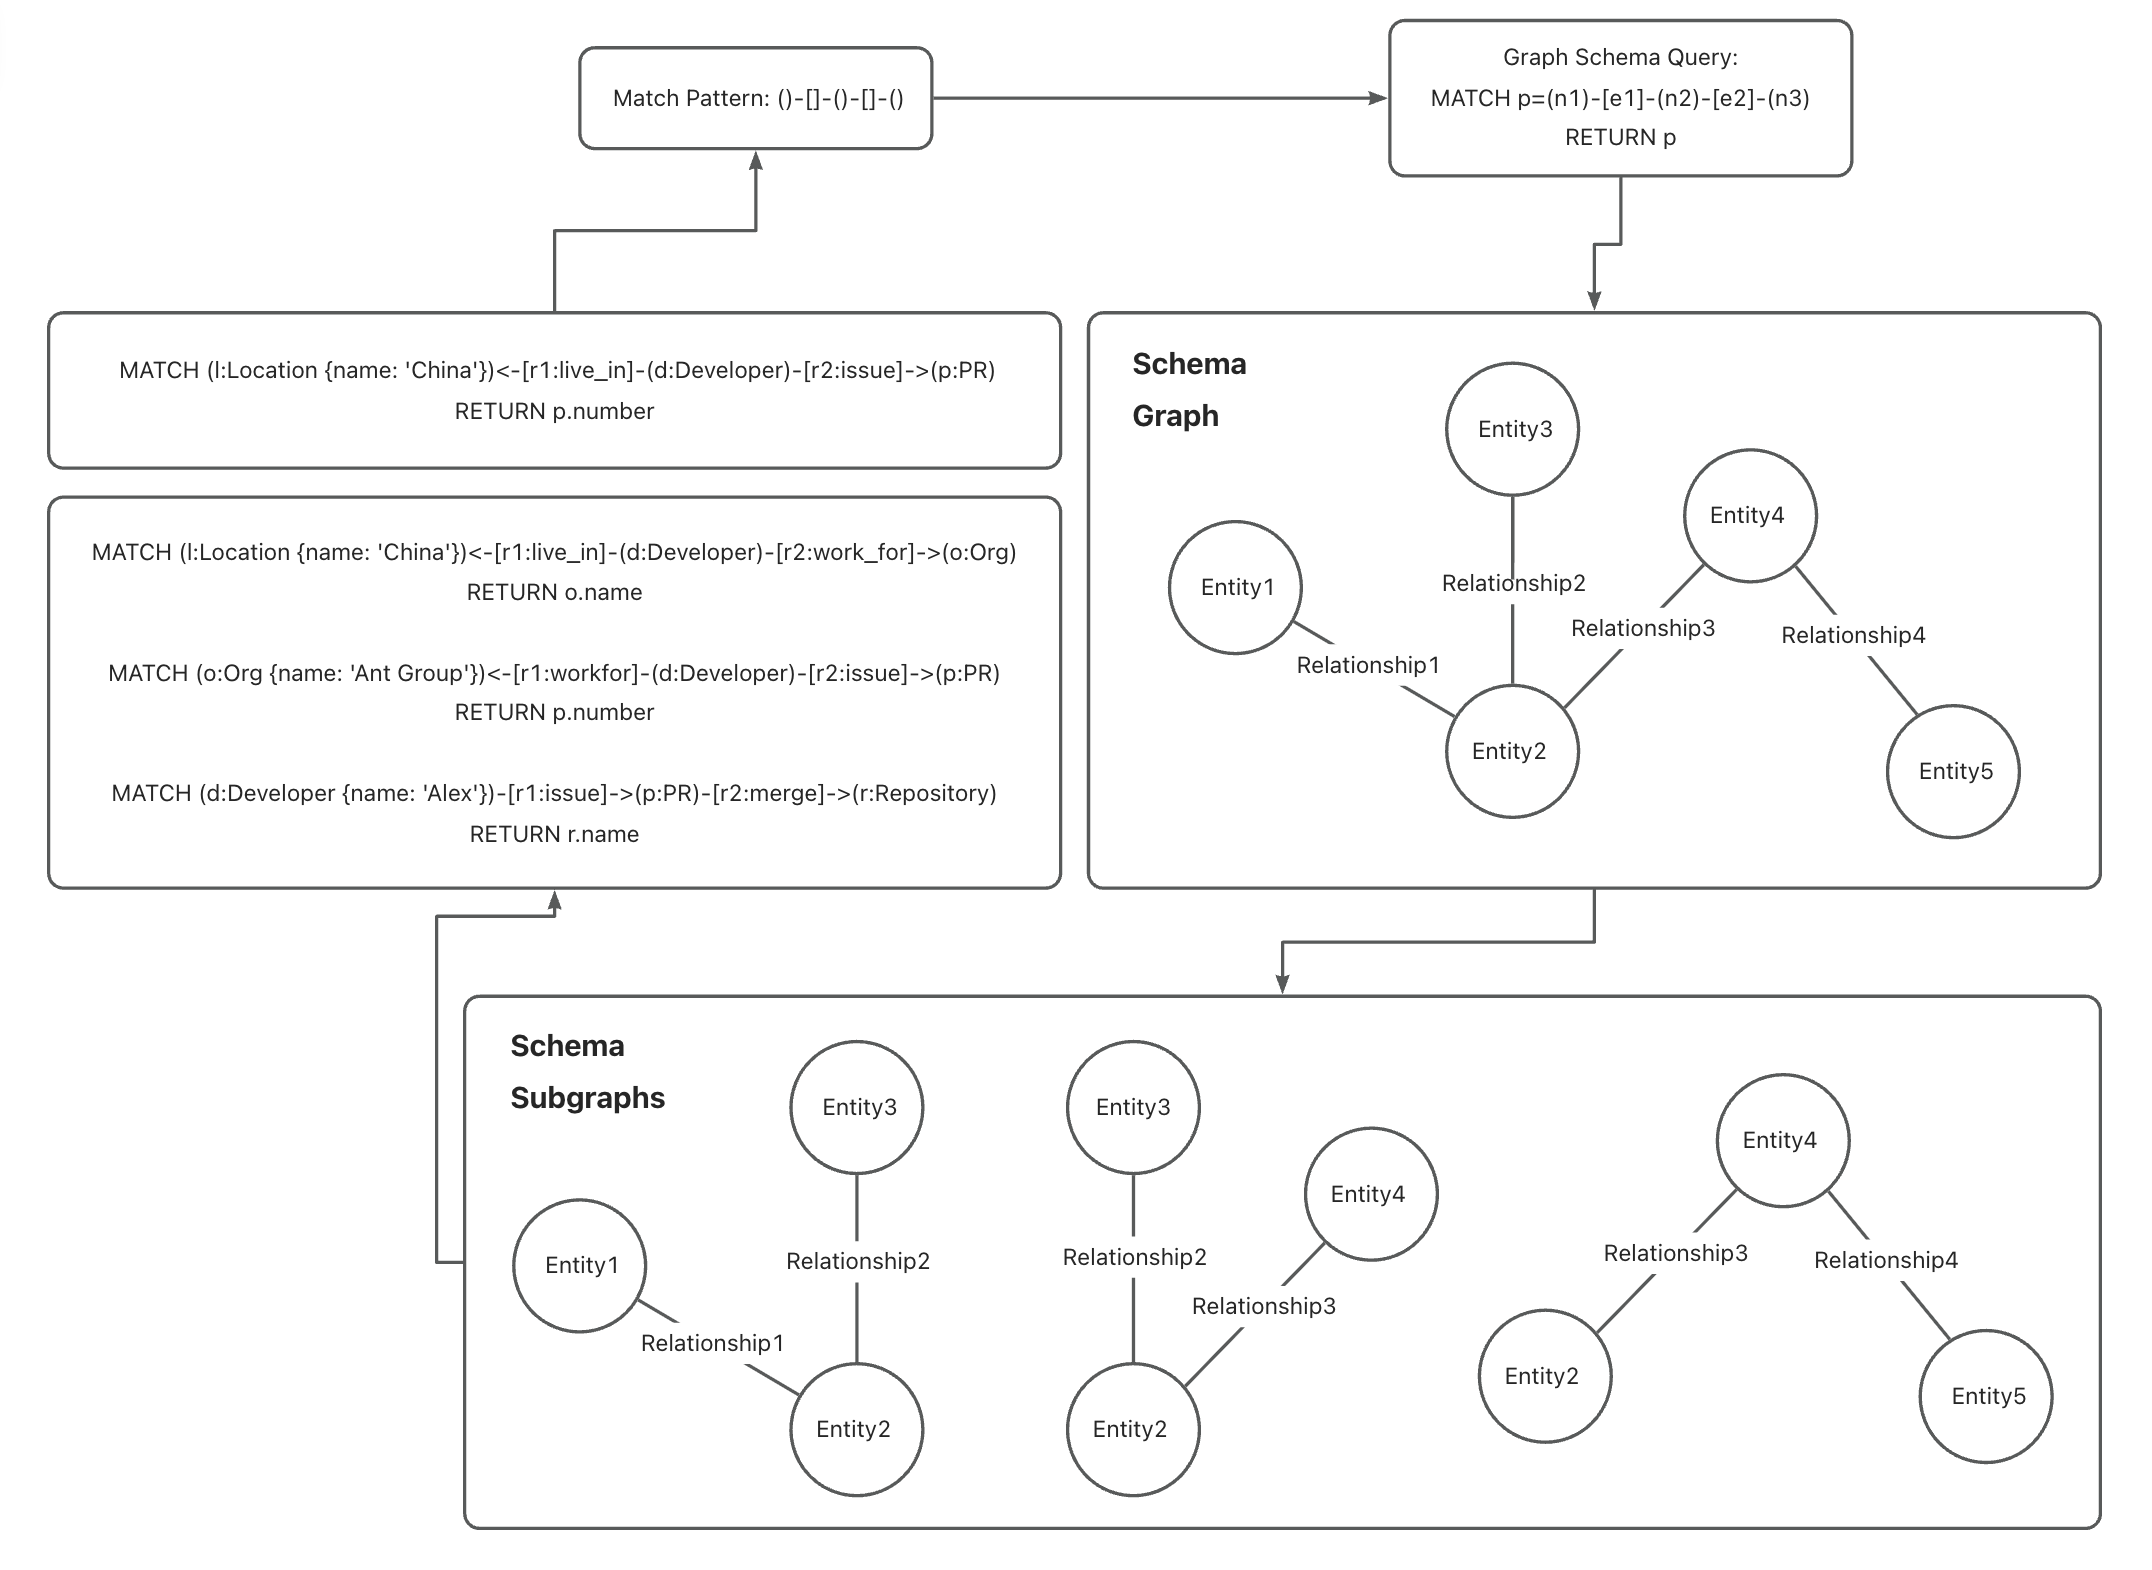 Match Pattern: ()-[]-()-[]-()
Graph Schema Query:
MATCH p=(n1)-[e1]-(n2)-[e2]-(n3)
RETURN p
MATCH (l:Location {name: 'China'})<-[r1:live_in]-(d:Developer)-[r2:issue]->(p:PR)
RETURN p.number
MATCH (l:Location {name: 'China'})<-[r1:live_in]-(d:Developer)-[r2:work_for]->(o:Org)
RETURN o.name
MATCH (o:Org {name: 'Ant Group'})<-[r1:workfor]-(d:Developer)-[r2:issue]->(p:PR)
RETURN p.number
MATCH (d:Developer {name: 'Alex'})-[r1:issue]->(p:PR)-[r2:merge]->(r:Repository)
RETURN r.name
Schema
Graph
Entity3
Entity4
Entity1
Relationship2
Relationship3
Relationship4
Relationship1
Entity2
Entity5
Schema
Subgraphs
Entity3
Entity1
Relationship2
Relationship1
Entity2
Entity3
Entity4
Relationship2
Relationship3
Entity2
Entity4
Relationship3
Relationship4
Entity2
Entity5